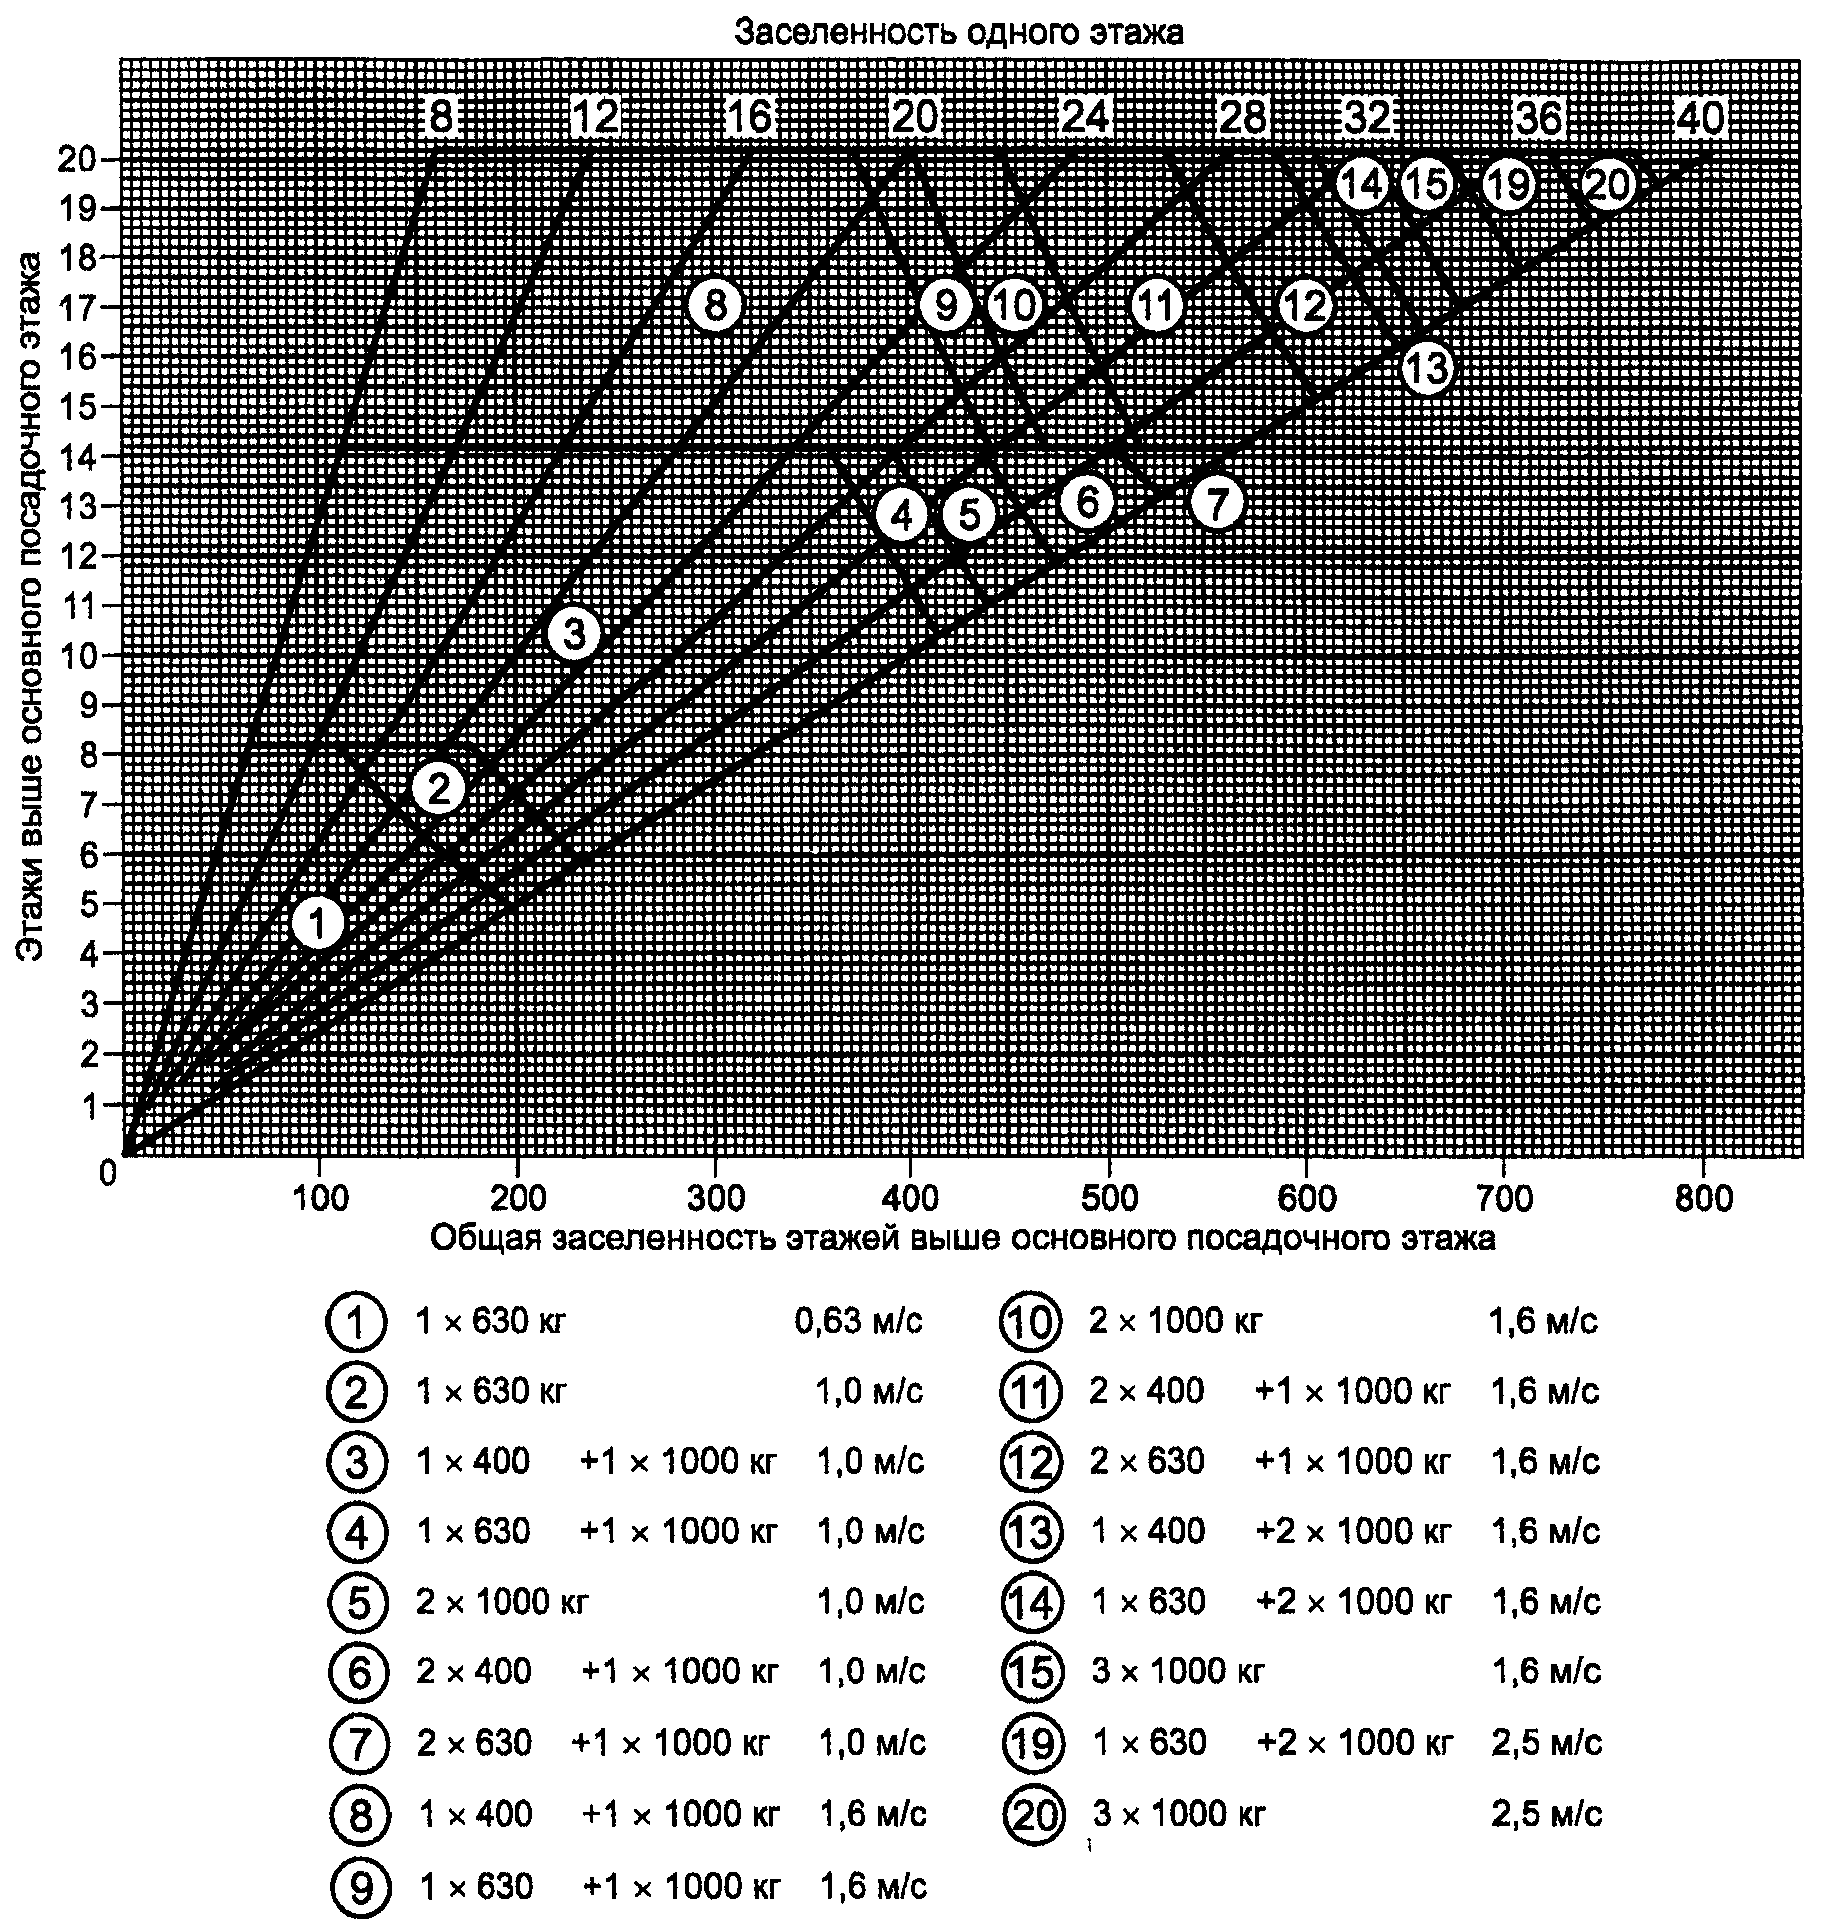 Заселенность одного этажа
8 12 16 20 24 28 32 36 40
Этажи выше основного посадочного этажа
20
19
18
17
16
15
14
13
12
11
10
9
8
7
6
5
4
3
2
1
0
14 15 19 20
8 9 10 11 12
13
4 5 6 7
3
2
1
100 200 300 400 500 600 700 800
Общая заселенность этажей выше основного посадочного этажа
1 1 × 630 кг 0,63 м/с
2 1 × 630 кг 1,0 м/с
3 1 × 400 +1 × 1000 кг 1,0 м/с
4 1 × 630 +1 × 1000 кг 1,0 м/с
5 2 × 1000 кг 1,0 м/с
6 2 × 400 +1 × 1000 кг 1,0 м/с
7 2 × 630 +1 × 1000 кг 1,0 м/с
8 1 × 400 +1 × 1000 кг 1,6 м/с
9 1 × 630 +1 × 1000 кг 1,6 м/с
10 2 × 1000 кг 1,6 м/с
11 2 × 400 +1 × 1000 кг 1,6 м/с
12 2 × 630 +1 × 1000 кг 1,6 м/с
13 1 × 400 +2 × 1000 кг 1,6 м/с
14 1 × 630 +2 × 1000 кг 1,6 м/с
15 3 × 1000 кг 1,6 м/с
19 1 × 630 +2 × 1000 кг 2,5 м/с
20 3 × 1000 кг 2,5 м/с